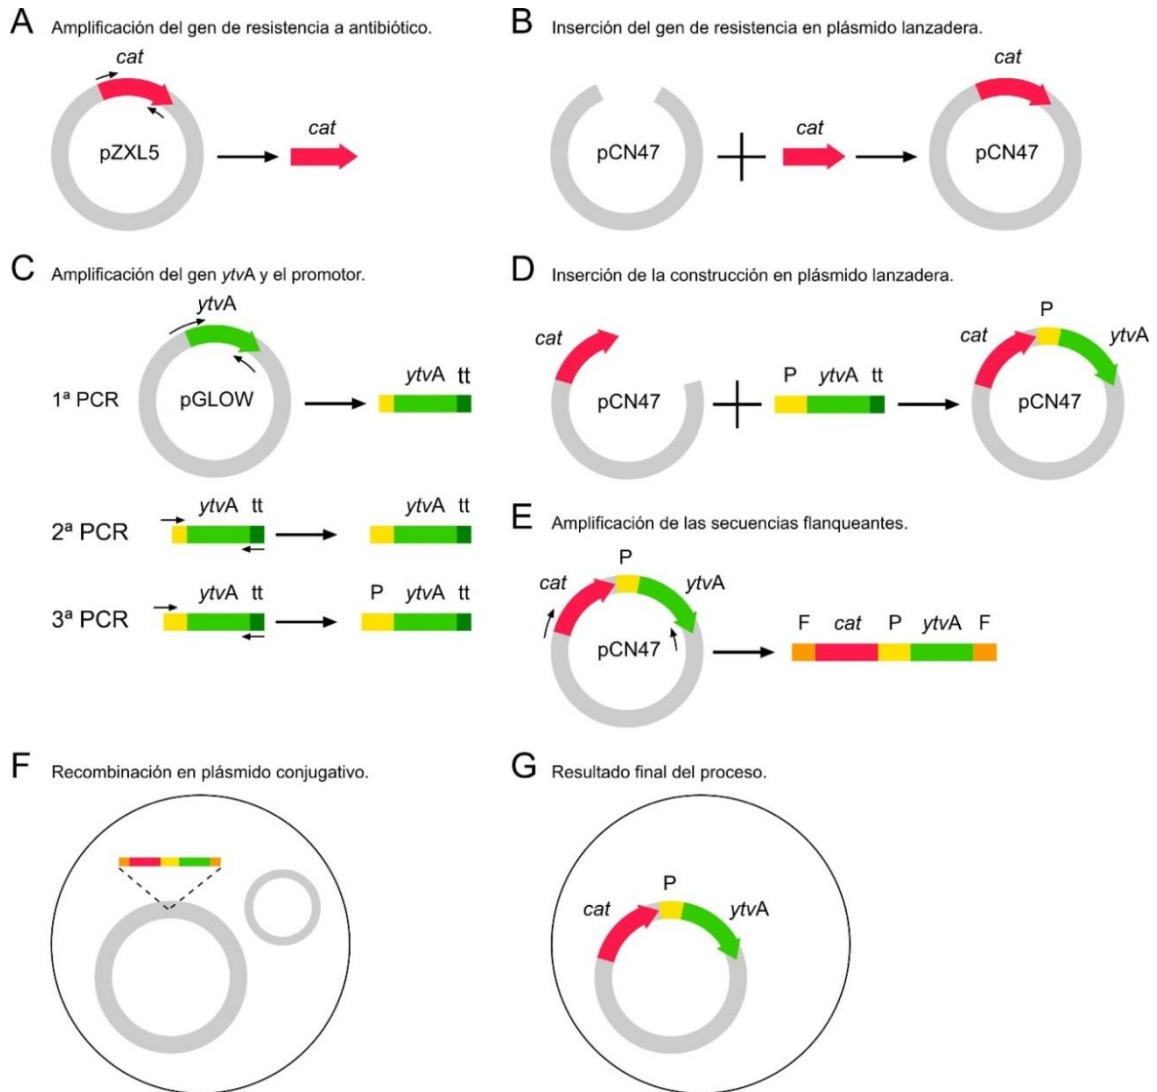 A Amplificación del gen de resistencia a antibiótico.
cat
pZXL5
cat
B Inserción del gen de resistencia en plásmido lanzadera.
pCN47
cat
cat
pCN47
C Amplificación del gen ytvA y el promotor.
1ª PCR
ytvA
pGLOW
ytvA tt
2ª PCR
ytvA tt
ytvA tt
3ª PCR
ytvA tt
P ytvA tt
D Inserción de la construcción en plásmido lanzadera.
cat
pCN47
P ytvA tt
cat P ytvA
pCN47
E Amplificación de las secuencias flanqueantes.
cat P ytvA
pCN47
F cat P ytvA F
F Recombinación en plásmido conjugativo.
G Resultado final del proceso.
cat P ytvA